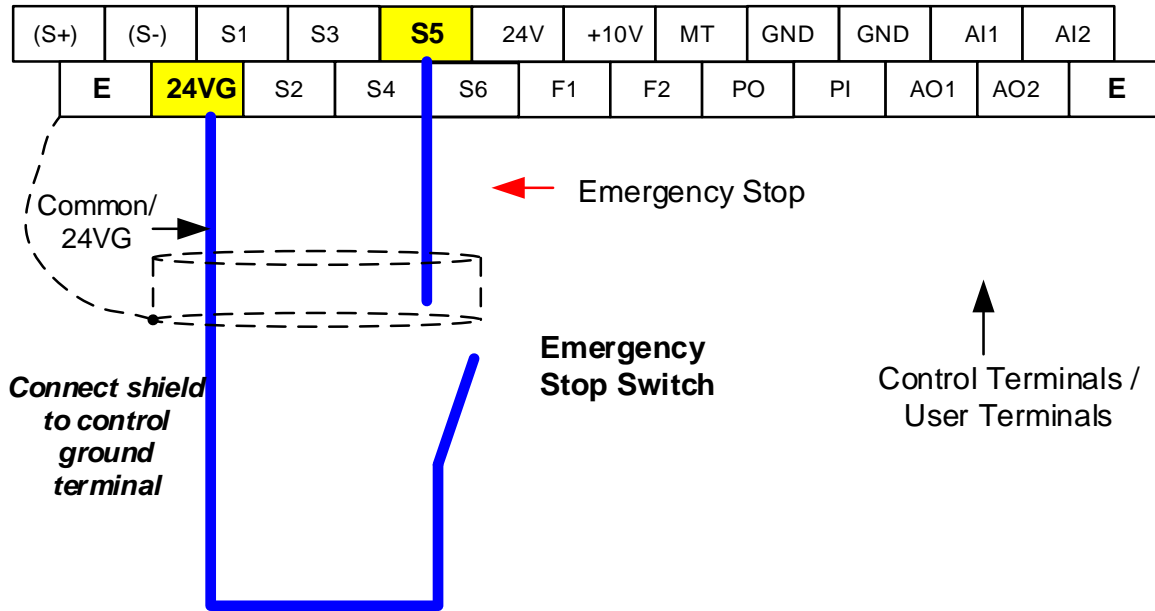 (S+) (S-) S1 S3 S5 24V +10V MT GND GND AI1 AI2
E 24VG S2 S4 S6 F1 F2 PO PI AO1 AO2 E
Common/
24VG
Emergency Stop
Emergency
Stop Switch
Control Terminals /
User Terminals
Connect shield
to control
ground
terminal